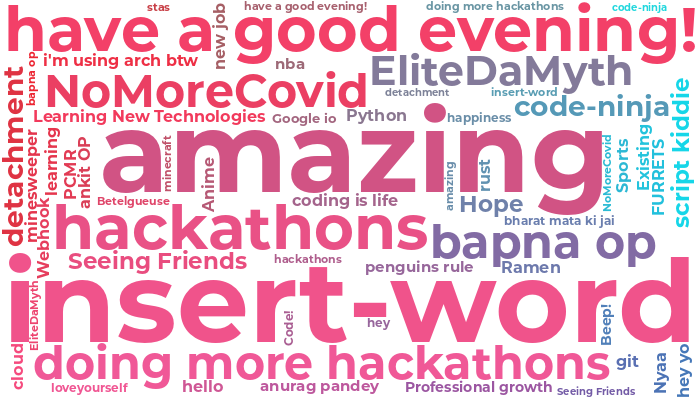 stas
have a good evening!
doing more hackathons
code-ninja
have a good evening!
new job
bapna op
i'm using arch btw
nba
EliteDaMyth
detachment
NoMoreCovid
detachment
insert-word
code-ninja
script kiddie
Learning New Technologies
Google io
Python
happiness
amazing
minesweeper
learning
PCMR
ankit OP
minecraft
Anime
amazing
rust
NoMoreCovid
Sports
Existing
FURRETS
Betelgueuse
coding is life
Hope
bharat mata ki jai
hackathons
bapna op
Webhook
Seeing Friends
hackathons
penguins rule
Ramen
insert-word
EliteDaMyth
Code!
hey
Beep!
cloud
doing more hackathons
git
Nyaa
hey yo
loveyourself
hello
anurag pandey
Professional growth
Seeing Friends